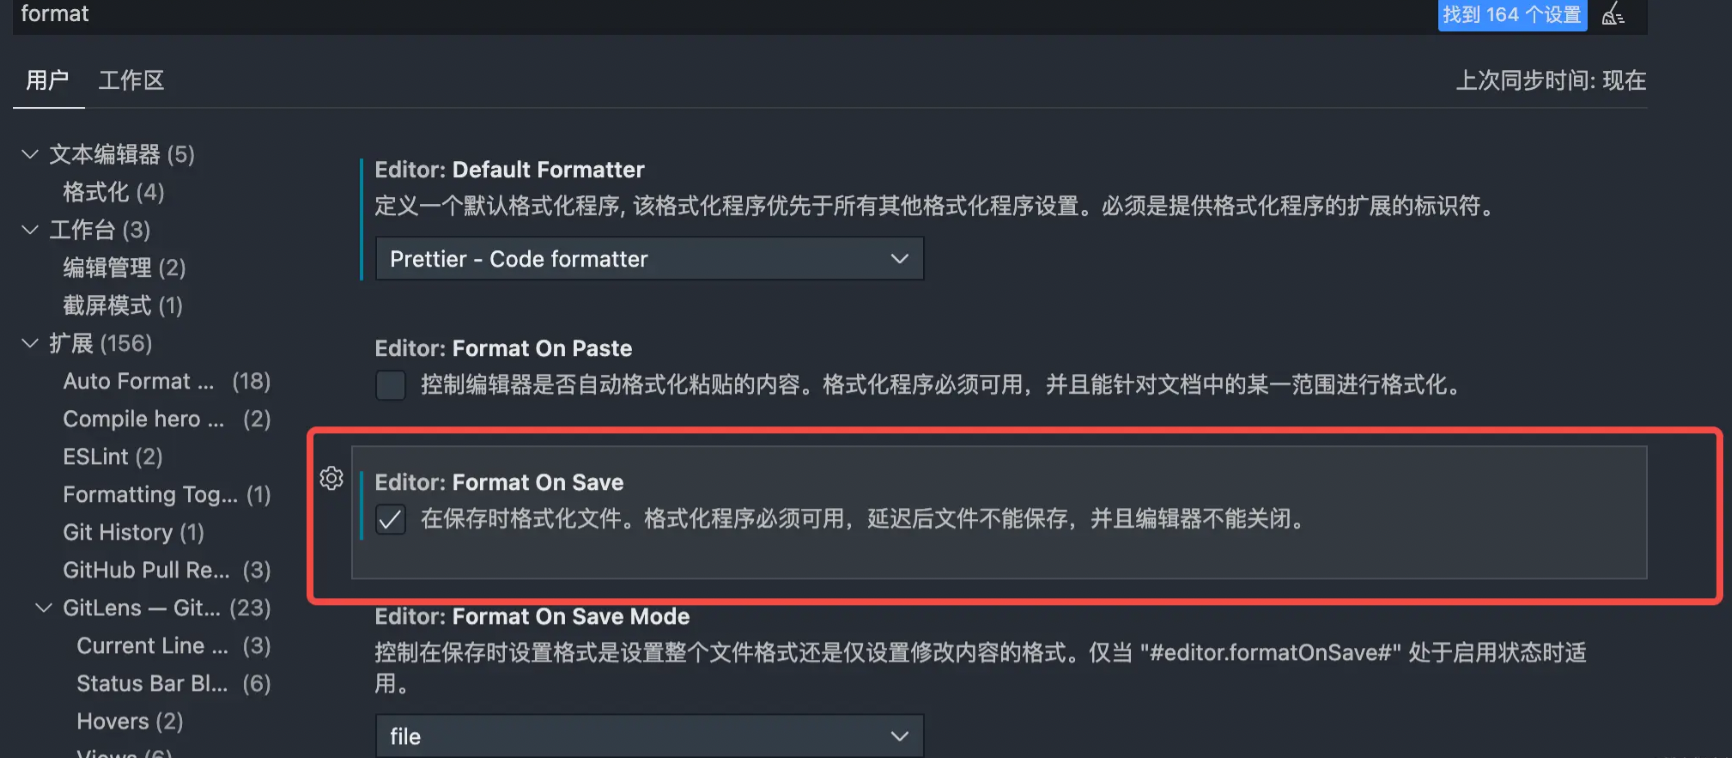 format
找到 164 个设置
用户
工作区
上次同步时间: 现在
文本编辑器 (5)
格式化 (4)
工作台 (3)
编辑管理 (2)
截屏模式 (1)
扩展 (156)
Auto Format ... (18)
Compile hero ... (2)
ESLint (2)
Formatting Tog... (1)
Git History (1)
GitHub Pull Re... (3)
GitLens — Git... (23)
Current Line ... (3)
Status Bar Bl... (6)
Hovers (2)
Views (6)
Editor: Default Formatter
定义一个默认格式化程序, 该格式化程序优先于所有其他格式化程序设置。必须是提供格式化程序的扩展的标识符。
Prettier - Code formatter
Editor: Format On Paste
控制编辑器是否自动格式化粘贴的内容。格式化程序必须可用，并且能针对文档中的某一范围进行格式化。
Editor: Format On Save
在保存时格式化文件。格式化程序必须可用，延迟后文件不能保存，并且编辑器不能关闭。
Editor: Format On Save Mode
控制在保存时设置格式是设置整个文件格式还是仅设置修改内容的格式。仅当 "#editor.formatOnSave#" 处于启用状态时适
用。
file